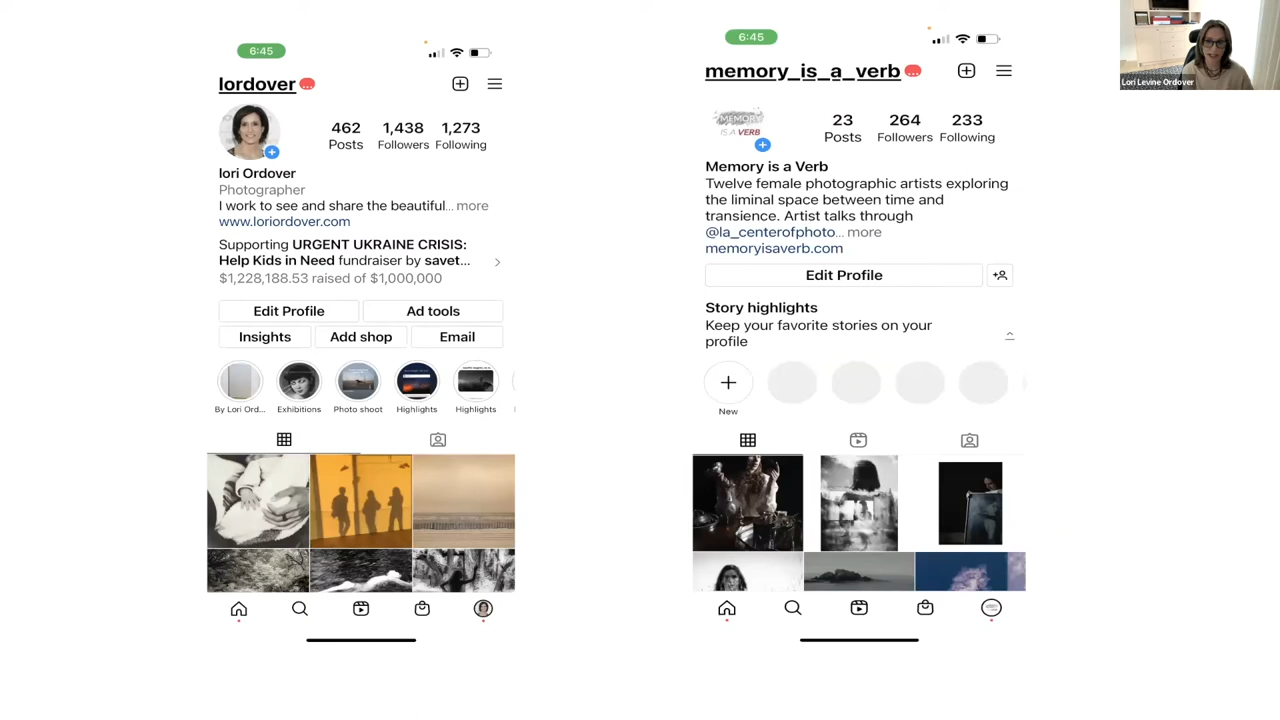 6:45
lordover
462 1,438 1,273
Posts Followers Following
lori Ordover
Photographer
I work to see and share the beautiful... more
www.loriordover.com
Supporting URGENT UKRAINE CRISIS:
Help Kids in Need fundraiser by savet...
$1,228,188.53 raised of $1,000,000
Edit Profile Ad tools
Insights Add shop Email
By Lori Ord... Exhibitions Photo shoot Highlights Highlights
6:45
memory_is_a_verb
MEMORY
IS A VERB
23 264 233
Posts Followers Following
Memory is a Verb
Twelve female photographic artists exploring
the liminal space between time and
transience. Artist talks through
@la_centerofphoto... more
memoryisaverb.com
Edit Profile
Story highlights
Keep your favorite stories on your
profile
New
Lori Levine Ordover